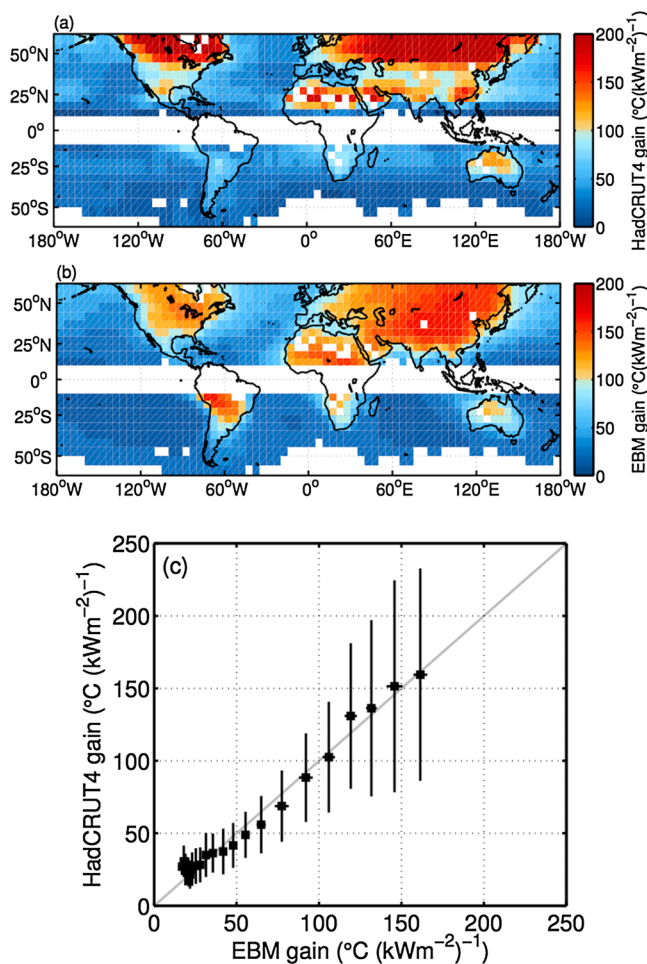 (a)
50°N
25°N
0°
25°S
50°S
180°W 120°W 60°W 0° 60°E 120°E 180°W
200
150
100
50
0
HadCRUT4 gain (°C(kWm⁻²)⁻¹)
(b)
50°N
25°N
0°
25°S
50°S
180°W 120°W 60°W 0° 60°E 120°E 180°W
200
150
100
50
0
EBM gain (°C(kWm⁻²)⁻¹)
(c)
250
200
150
100
50
0
HadCRUT4 gain (°C (kWm⁻²)⁻¹)
0 50 100 150 200 250
EBM gain (°C (kWm⁻²)⁻¹)